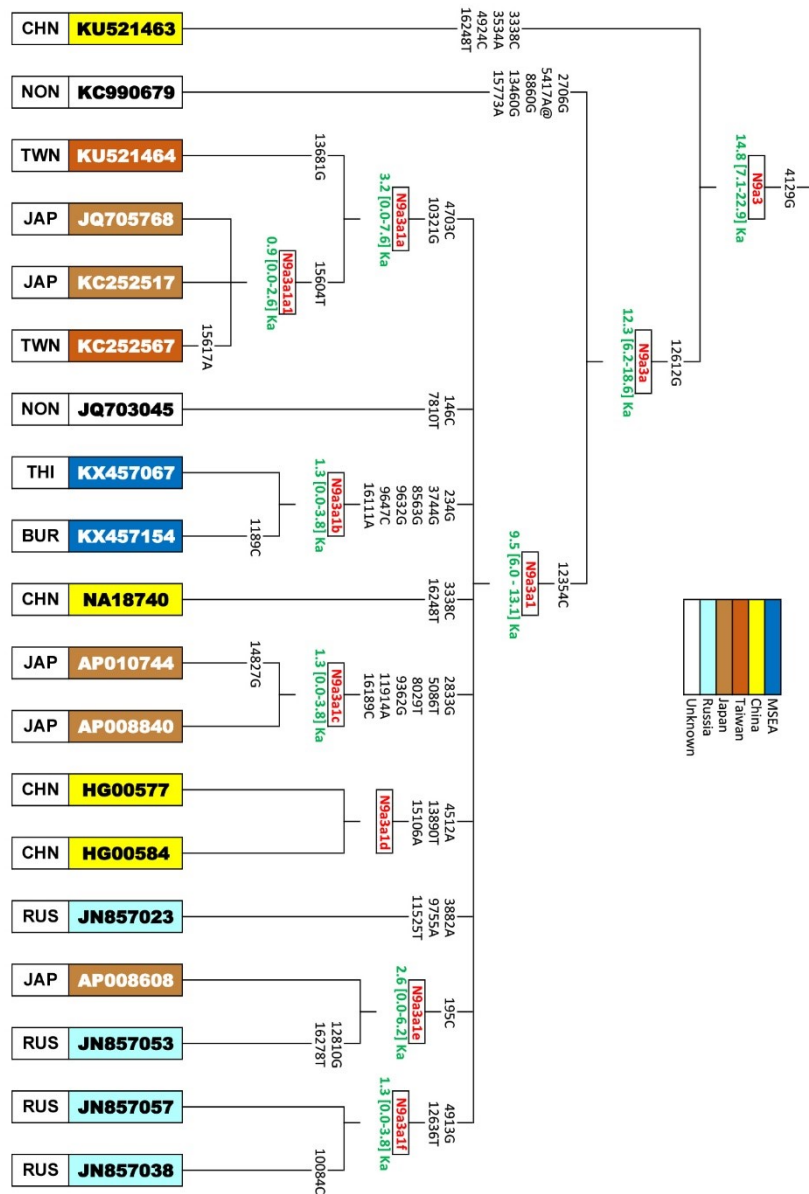 CHN KU521463
3338C
3534A
4924C
16248T
NON KC990679
2706G
5417A@
8860G
13460G
15773A
4129G
N9a3
14.8 [7.1-22.9] Ka
TWN KU521464
13681G
4703C
10321G
N9a3a1a
3.2 [0.0-7.6] Ka
JAP JQ705768
JAP KC252517
15604T
N9a3a1a1
0.9 [0.0-2.6] Ka
TWN KC252567
15617A
12612G
N9a3a
12.3 [6.2-18.6] Ka
NON JQ703045
146C
7810T
THI KX457067
234G
3744G
8563G
9632G
9647C
16111A
N9a3a1b
1.3 [0.0-3.8] Ka
BUR KX457154
1189C
12354C
N9a3a1
9.5 [6.0 - 13.1] Ka
CHN NA18740
3338C
16248T
MSEA
China
Taiwan
Japan
Russia
Unknown
JAP AP010744
14827G
2833G
5086T
8029T
9362G
11914A
16189C
N9a3a1c
1.3 [0.0-3.8] Ka
JAP AP008840
CHN HG00577
4512A
13890T
15106A
N9a3a1d
CHN HG00584
RUS JN857023
3882A
9755A
11525T
JAP AP008608
195C
N9a3a1e
2.6 [0.0-6.2] Ka
RUS JN857053
12810G
16278T
RUS JN857057
4913G
12636T
N9a3a1f
1.3 [0.0-3.8] Ka
RUS JN857038
10084C